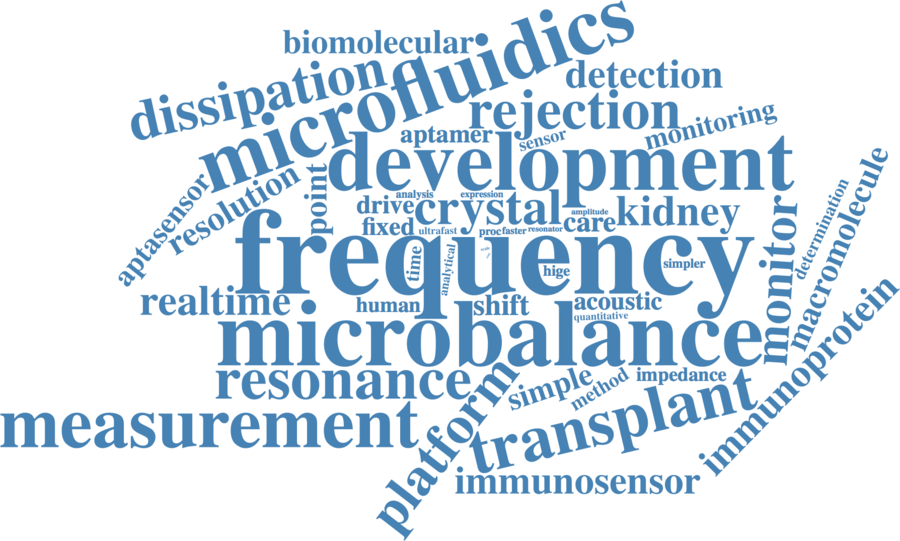 biomolecular
microfluidics
dissipation
detection
rejection
aptamer
sensor
monitoring
development
aptasensor
resolution
point
drive
analysis
expression
crystal
amplitude
kidney
fixed
ultrafast
proc
faster
resonator
care
frequency
time
analytical
hige
simpler
monitor
determination
macromolecule
realtime
human
shift
acoustic
quantitative
microbalance
immunoprotein
resonance
platform
simple
method
impedance
transplant
measurement
immunosensor